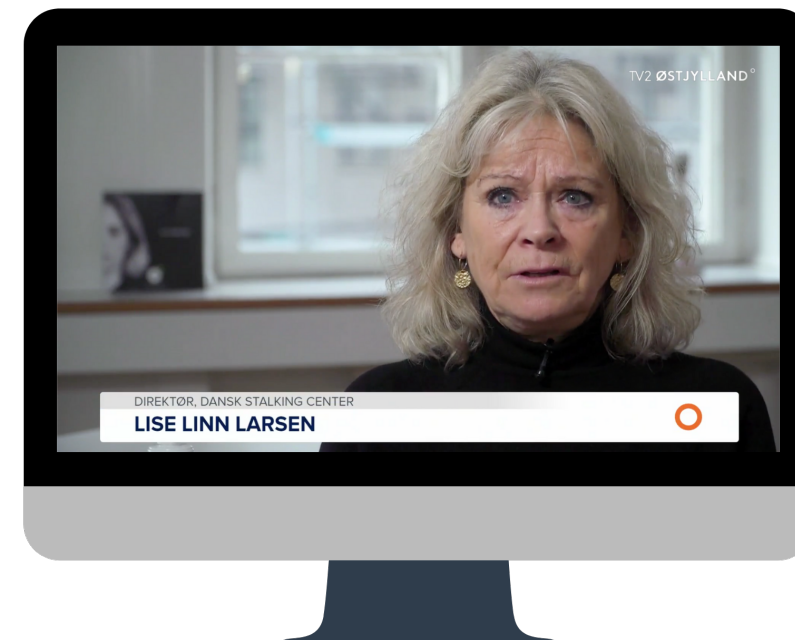 TV2 ØSTJYLLAND
DIREKTØR, DANSK STALKING CENTER
LISE LINN LARSEN